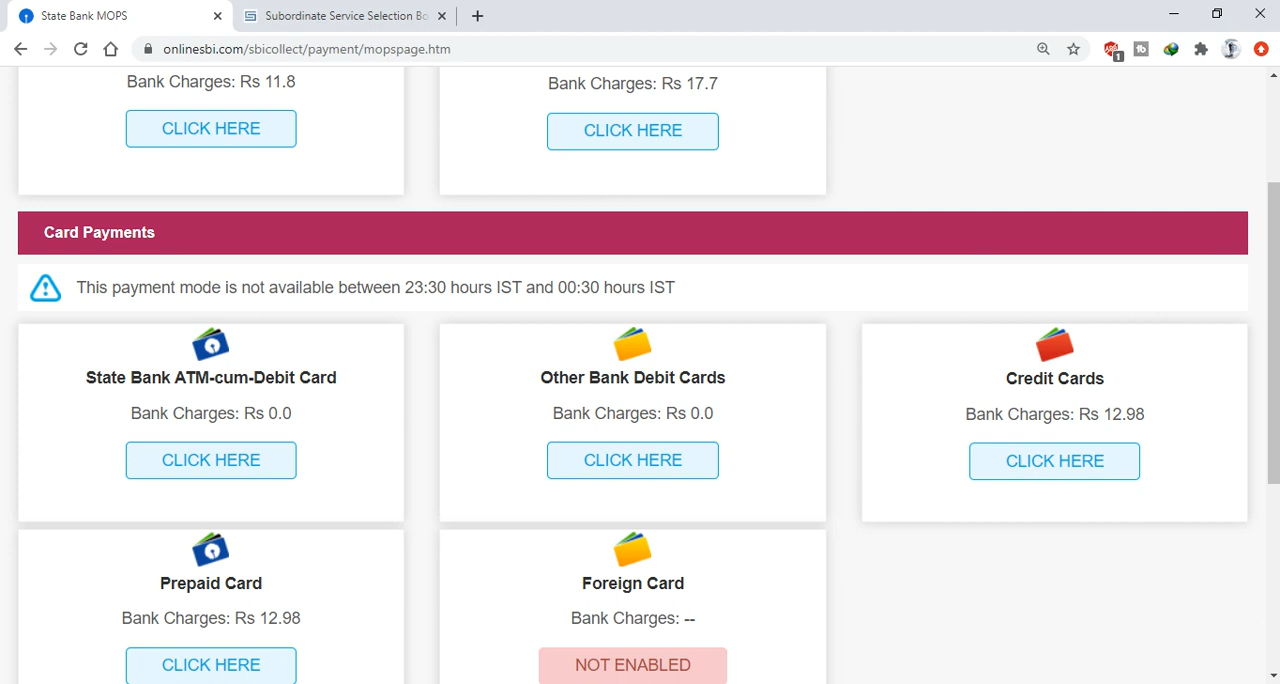 State Bank MOPS
Subordinate Service Selection Bo
onlinesbi.com/sbicollect/payment/mopspage.htm
1
Bank Charges: Rs 11.8
Bank Charges: Rs 17.7
CLICK HERE
CLICK HERE
Card Payments
This payment mode is not available between 23:30 hours IST and 00:30 hours IST
State Bank ATM-cum-Debit Card
Other Bank Debit Cards
Credit Cards
Bank Charges: Rs 0.0
Bank Charges: Rs 0.0
Bank Charges: Rs 12.98
CLICK HERE
CLICK HERE
CLICK HERE
Prepaid Card
Foreign Card
Bank Charges: Rs 12.98
Bank Charges: --
CLICK HERE
NOT ENABLED